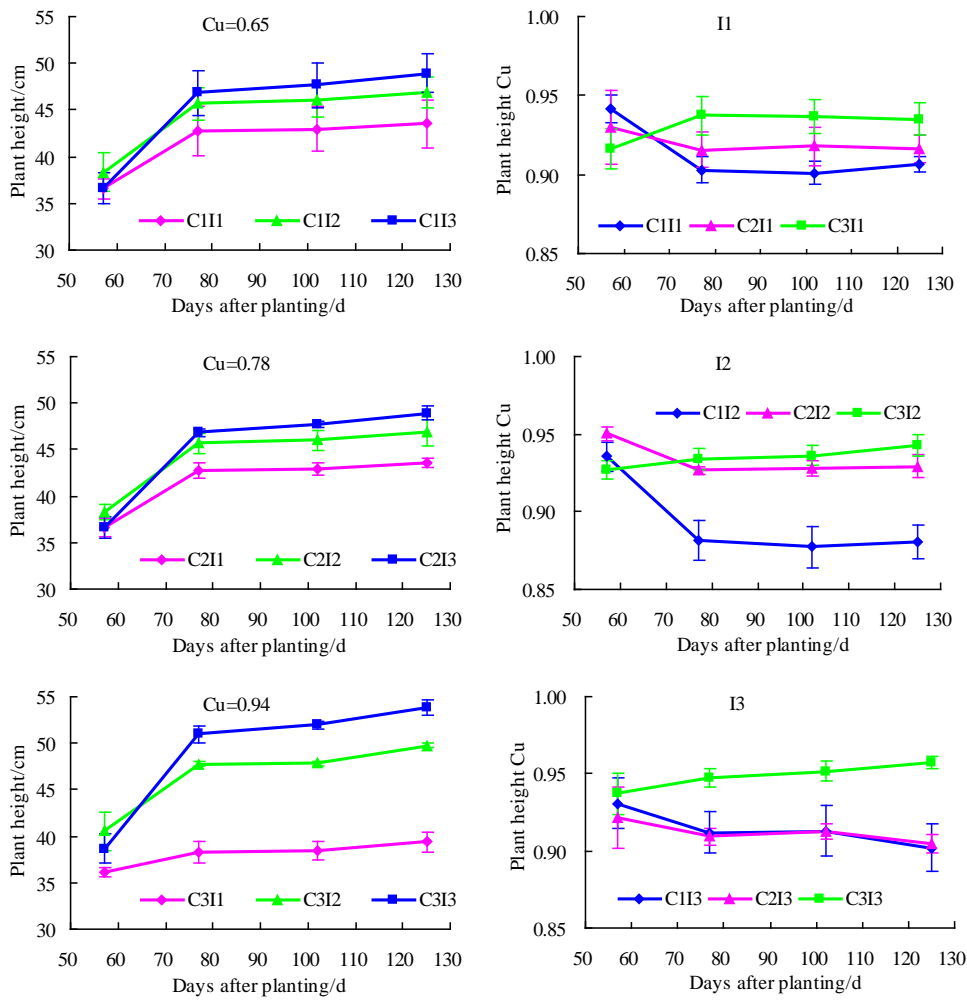 Cu=0.65
Plant height/cm
55
50
45
40
35
30
C1I1 C1I2 C1I3
50 60 70 80 90 100 110 120 130
Days after planting/d
I1
Plant height Cu
1.00
0.95
0.90
0.85
C1I1 C2I1 C3I1
50 60 70 80 90 100 110 120 130
Days after planting/d
Cu=0.78
Plant height/cm
55
50
45
40
35
30
C2I1 C2I2 C2I3
50 60 70 80 90 100 110 120 130
Days after planting/d
I2
Plant height Cu
1.00
C1I2 C2I2 C3I2
0.95
0.90
0.85
50 60 70 80 90 100 110 120 130
Days after planting/d
Cu=0.94
Plant height/cm
55
50
45
40
35
30
C3I1 C3I2 C3I3
50 60 70 80 90 100 110 120 130
Days after planting/d
I3
Plant height Cu
1.00
0.95
0.90
0.85
C1I3 C2I3 C3I3
50 60 70 80 90 100 110 120 130
Days after planting/d